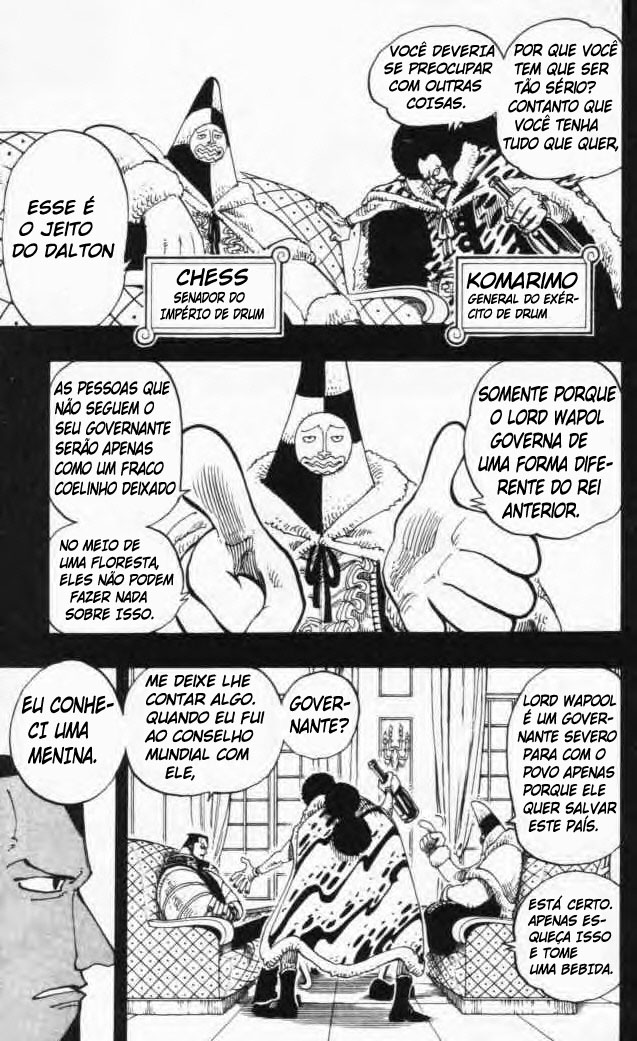 POR QUE VOCÊ
TEM QUE SER
TÃO SÉRIO?
CONTANTO QUE
VOCÊ TENHA
TUDO QUE QUER,
VOCÊ DEVERIA
SE PREOCUPAR
COM OUTRAS
COISAS.
ESSE É
O JEITO
DO DALTON
KOMARIMO
GENERAL DO EXÉR-
CITO DE DRUM
CHESS
SENADOR DO
IMPÉRIO DE DRUM
SOMENTE PORQUE
O LORD WAPOL
GOVERNA DE
UMA FORMA DIFE-
RENTE DO REI
ANTERIOR.
AS PESSOAS QUE
NÃO SEGUEM O
SEU GOVERNANTE
SERÃO APENAS
COMO UM FRACO
COELINHO DEIXADO
NO MEIO DE
UMA FLORESTA,
ELES NÃO PODEM
FAZER NADA
SOBRE ISSO.
LORD WAPOOL
É UM GOVER-
NANTE SEVERO
PARA COM O
POVO APENAS
PORQUE ELE
QUER SALVAR
ESTE PAÍS.
ESTÁ CERTO.
APENAS ES-
QUEÇA ISSO
E TOME
UMA BEBIDA.
GOVER-
NANTE?
ME DEIXE LHE
CONTAR ALGO.
QUANDO EU FUI
AO CONSELHO
MUNDIAL COM
ELE,
EU CONHE-
CI UMA
MENINA.